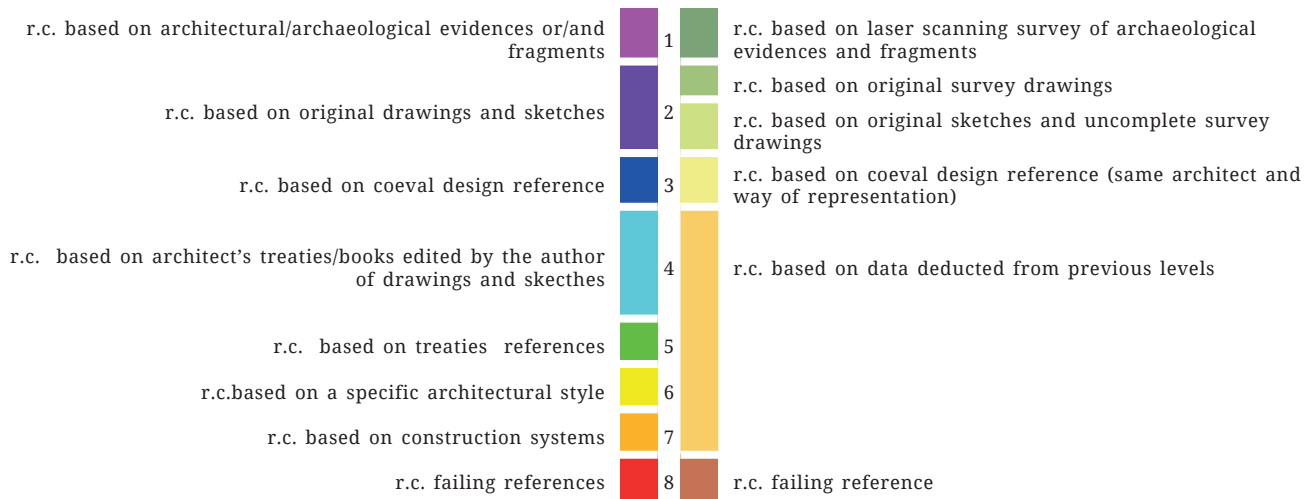 r.c. based on architectural/archaeological evidences or/and
fragments
1
r.c. based on laser scanning survey of archaeological
evidences and fragments
r.c. based on original drawings and sketches
2
r.c. based on original survey drawings
r.c. based on original sketches and uncomplete survey
drawings
r.c. based on coeval design reference
3
r.c. based on coeval design reference (same architect and
way of representation)
r.c. based on architect's treaties/books edited by the author
of drawings and skecthes
4
r.c. based on data deducted from previous levels
r.c. based on treaties references
5
r.c.based on a specific architectural style
6
r.c. based on construction systems
7
r.c. failing references
8
r.c. failing reference